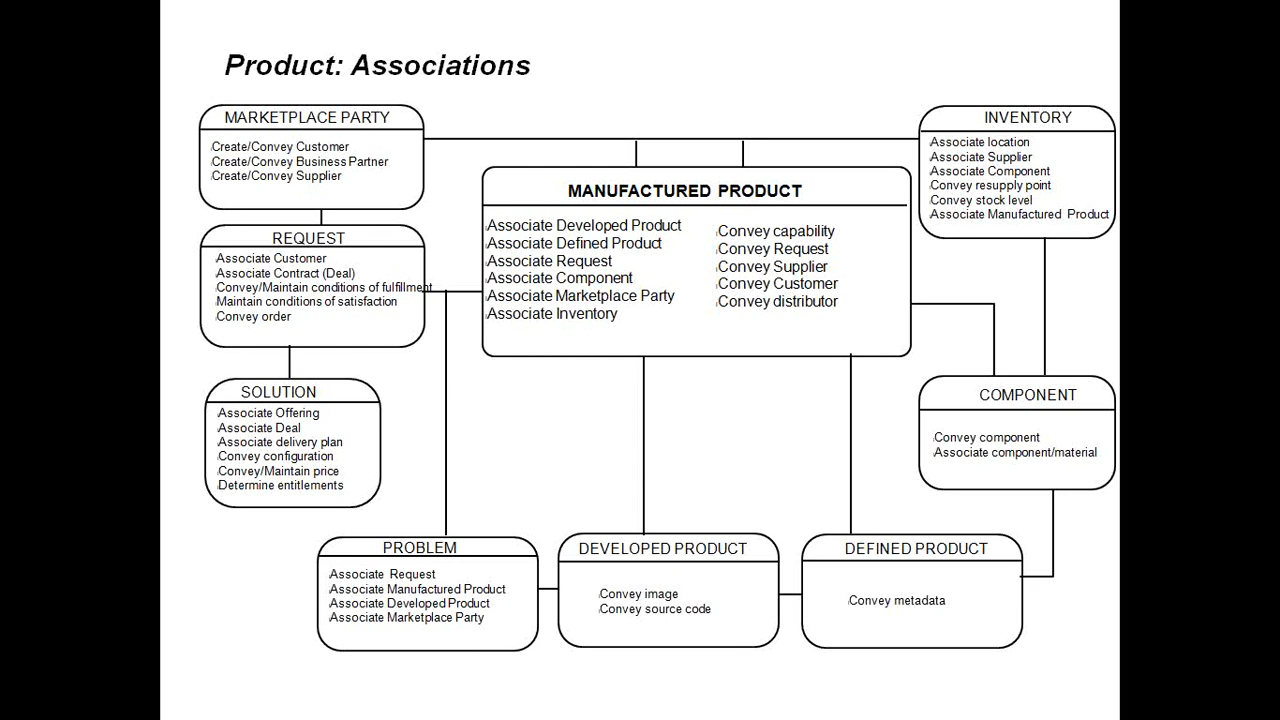 Product: Associations
MARKETPLACE PARTY
Create/Convey Customer
Create/Convey Business Partner
Create/Convey Supplier
INVENTORY
Associate location
Associate Supplier
Associate Component
Convey resupply point
Convey stock level
Associate Manufactured Product
MANUFACTURED PRODUCT
Associate Developed Product
Associate Defined Product
Associate Request
Associate Component
Associate Marketplace Party
Associate Inventory
Convey capability
Convey Request
Convey Supplier
Convey Customer
Convey distributor
REQUEST
Associate Customer
Associate Contract (Deal)
Convey/Maintain conditions of fulfillment
Maintain conditions of satisfaction
Convey order
SOLUTION
Associate Offering
Associate Deal
Associate delivery plan
Convey configuration
Convey/Maintain price
Determine entitlements
COMPONENT
Convey component
Associate component/material
PROBLEM
Associate Request
Associate Manufactured Product
Associate Developed Product
Associate Marketplace Party
DEVELOPED PRODUCT
Convey image
Convey source code
DEFINED PRODUCT
Convey metadata